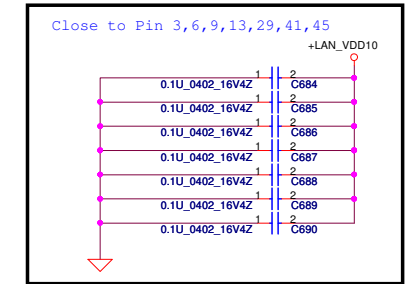 Close to Pin 3,6,9,13,29,41,45
+LAN_VDD10
1 2
0.1U_0402_16V4Z C684
1 2
0.1U_0402_16V4Z C685
1 2
0.1U_0402_16V4Z C686
1 2
0.1U_0402_16V4Z C687
1 2
0.1U_0402_16V4Z C688
1 2
0.1U_0402_16V4Z C689
1 2
0.1U_0402_16V4Z C690